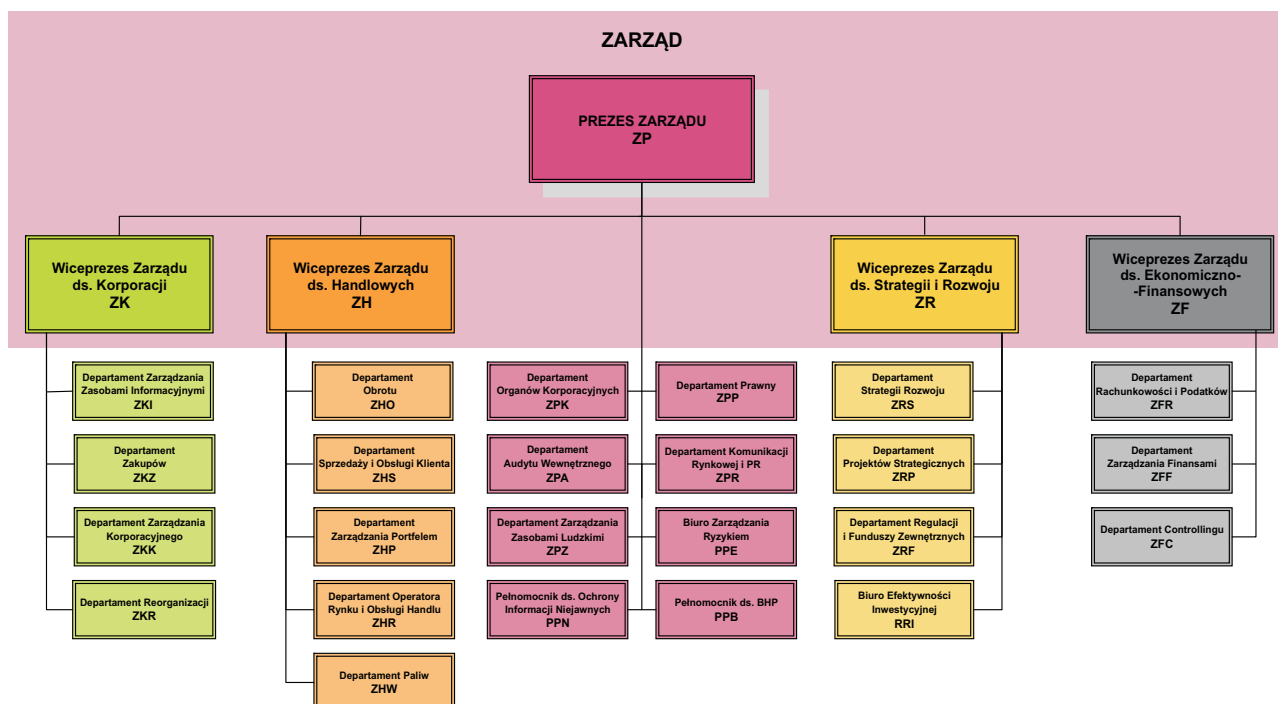 ZARZĄD
PREZES ZARZĄDU
ZP
Wiceprezes Zarządu
ds. Korporacji
ZK
Wiceprezes Zarządu
ds. Handlowych
ZH
Wiceprezes Zarządu
ds. Strategii i Rozwoju
ZR
Wiceprezes Zarządu
ds. Ekonomiczno-
-Finansowych
ZF
Departament Zarządzania
Zasobami Informacyjnymi
ZKI
Departament
Zakupów
ZKZ
Departament Zarządzania
Korporacyjnego
ZKK
Departament Reorganizacji
ZKR
Departament
Obrotu
ZHO
Departament
Sprzedaży i Obsługi Klienta
ZHS
Departament
Zarządzania Portfelem
ZHP
Departament Operatora
Rynku i Obsługi Handlu
ZHR
Departament Paliw
ZHW
Departament
Organów Korporacyjnych
ZPK
Departament
Audytu Wewnętrznego
ZPA
Departament Zarządzania
Zasobami Ludzkimi
ZPZ
Pełnomocnik ds. Ochrony
Informacji Niejawnych
PPN
Departament Prawny
ZPP
Departament Komunikacji
Rynkowej i PR
ZPR
Biuro Zarządzania
Ryzykiem
PPE
Pełnomocnik ds. BHP
PPB
Departament
Strategii Rozwoju
ZRS
Departament
Projektów Strategicznych
ZRP
Departament Regulacji
i Funduszy Zewnętrznych
ZRF
Biuro Efektywności
Inwestycyjnej
RRI
Departament
Rachunkowości i Podatków
ZFR
Departament
Zarządzania Finansami
ZFF
Departament Controllingu
ZFC